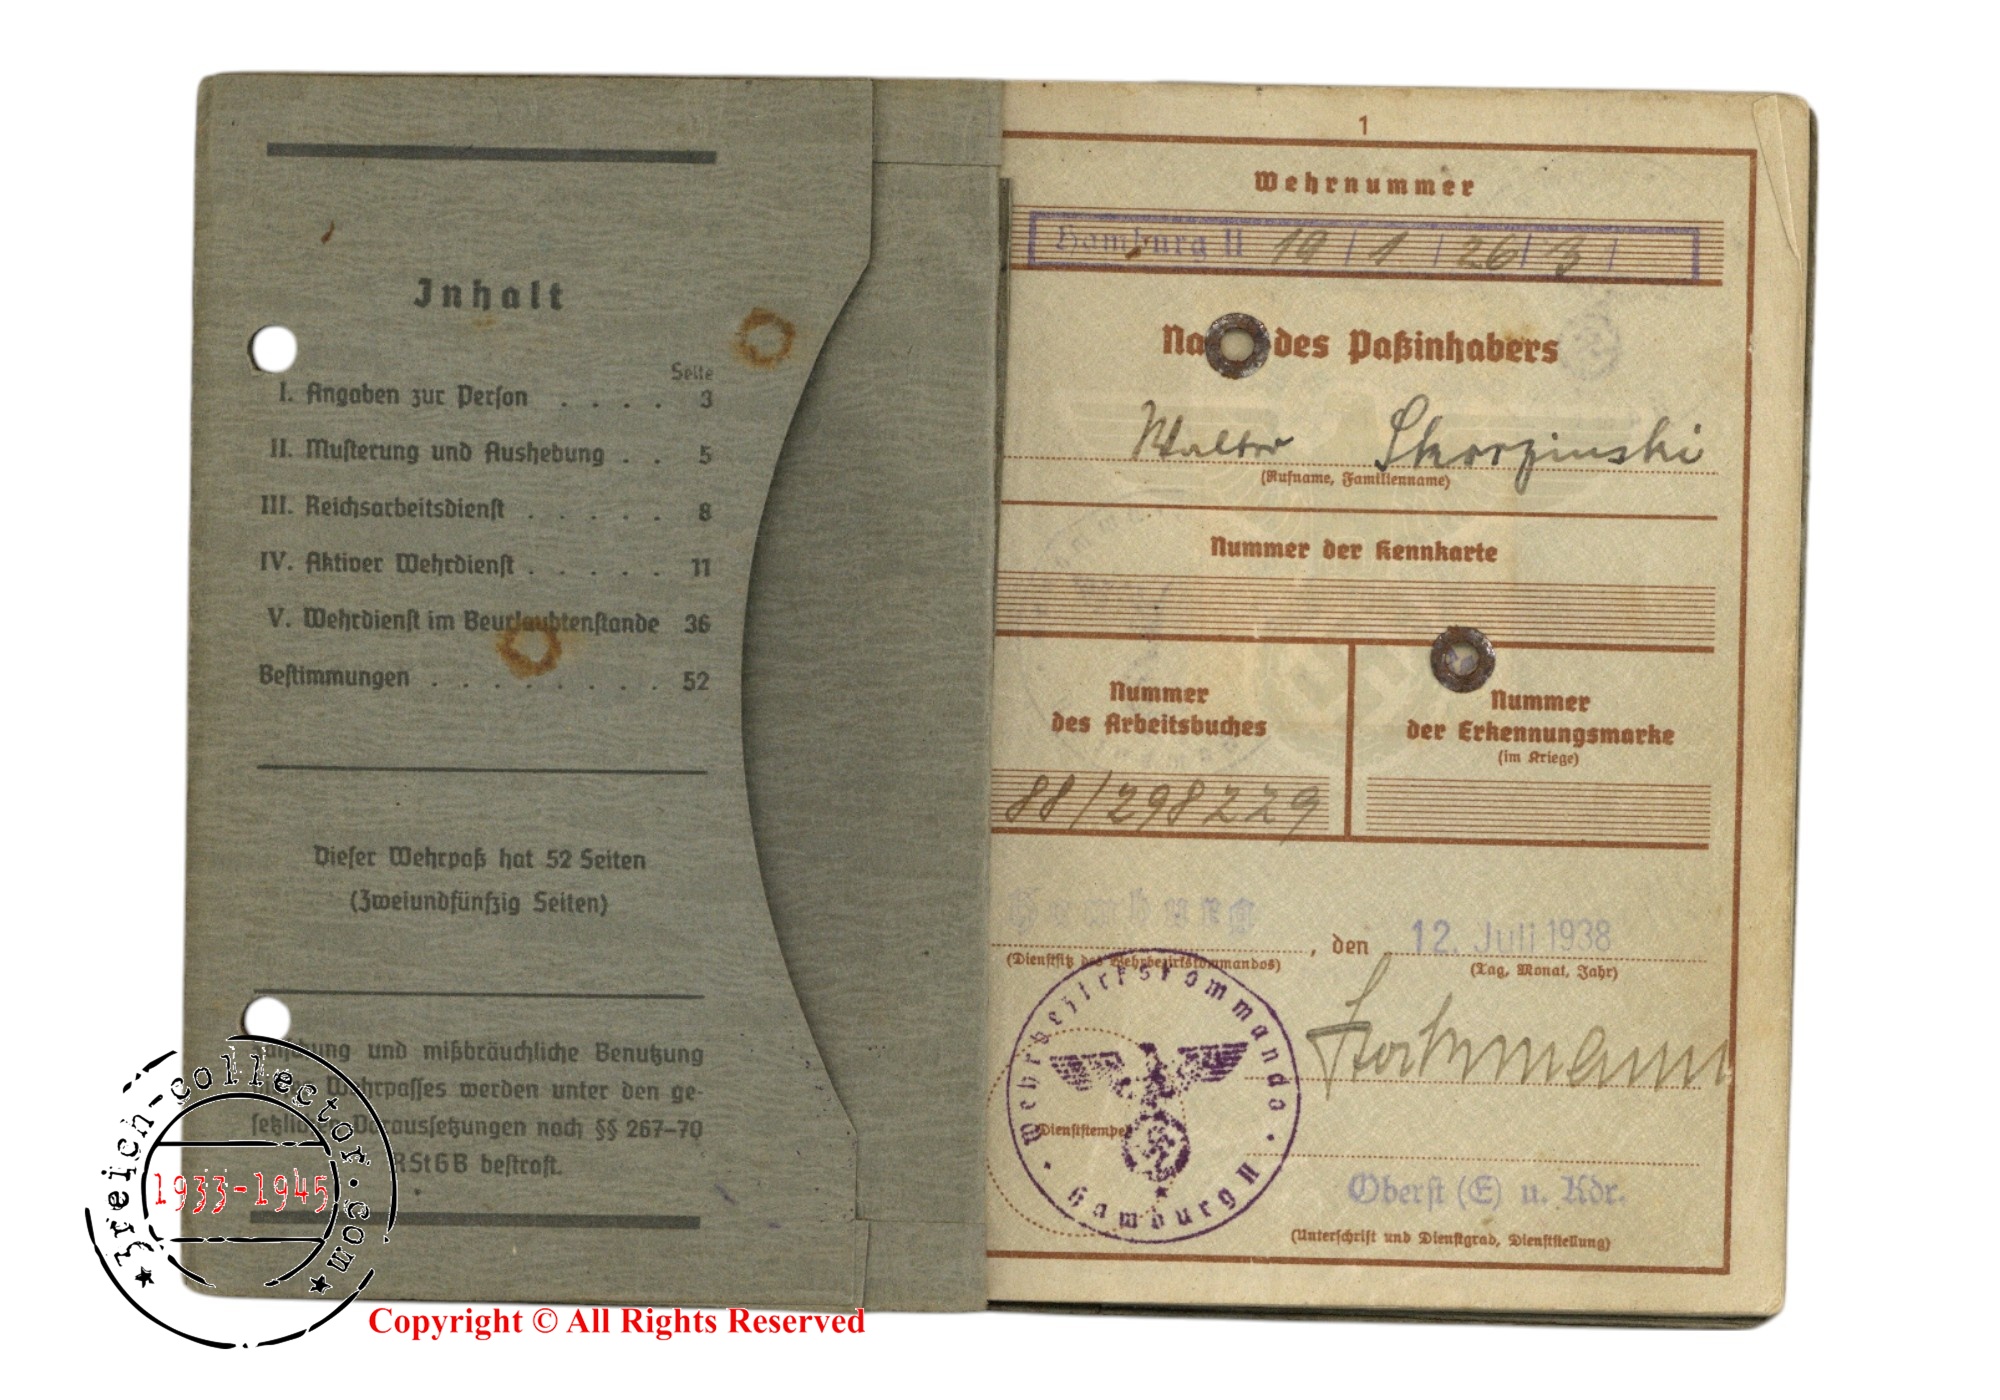 Inhalt
Seite
I. Angaben zur Person . . . . 3
II. Musterung und Aushebung . . 5
III. Reichsarbeitsdienst . . . . . 8
IV. Aktiver Wehrdienst . . . . . 11
V. Wehrdienst im Beurlaubtenstande 36
Bestimmungen . . . . . . . . . 52
Dieser Wehrpaß hat 52 Seiten
(Zweiundfünfzig Seiten)
und mißbräuchliche Benutzung
Wehrpasses werden unter den ge-
setzlichen Voraussetzungen nach §§ 267–70
RStGB bestraft.
3reich-collector.com
1933-1945
Copyright © All Rights Reserved
1
Wehrnummer
Hamburg II 19 / 1 / 26 / 3 /
des Paßinhabers
Walter Skorzinski
(Rufname, Familienname)
Nummer der Kennkarte
Nummer
des Arbeitsbuches
88/298229
Nummer
der Erkennungsmarke
(im Kriege)
Hamburg, den 12. Juli 1938
(Dienstsitz des Wehrbezirkskommandos)
(Tag, Monat, Jahr)
Wehrbezirkskommando
Hamburg II
Dienststempel
Oberst (E) u. Kdr.
(Unterschrift und Dienstgrad, Dienststellung)